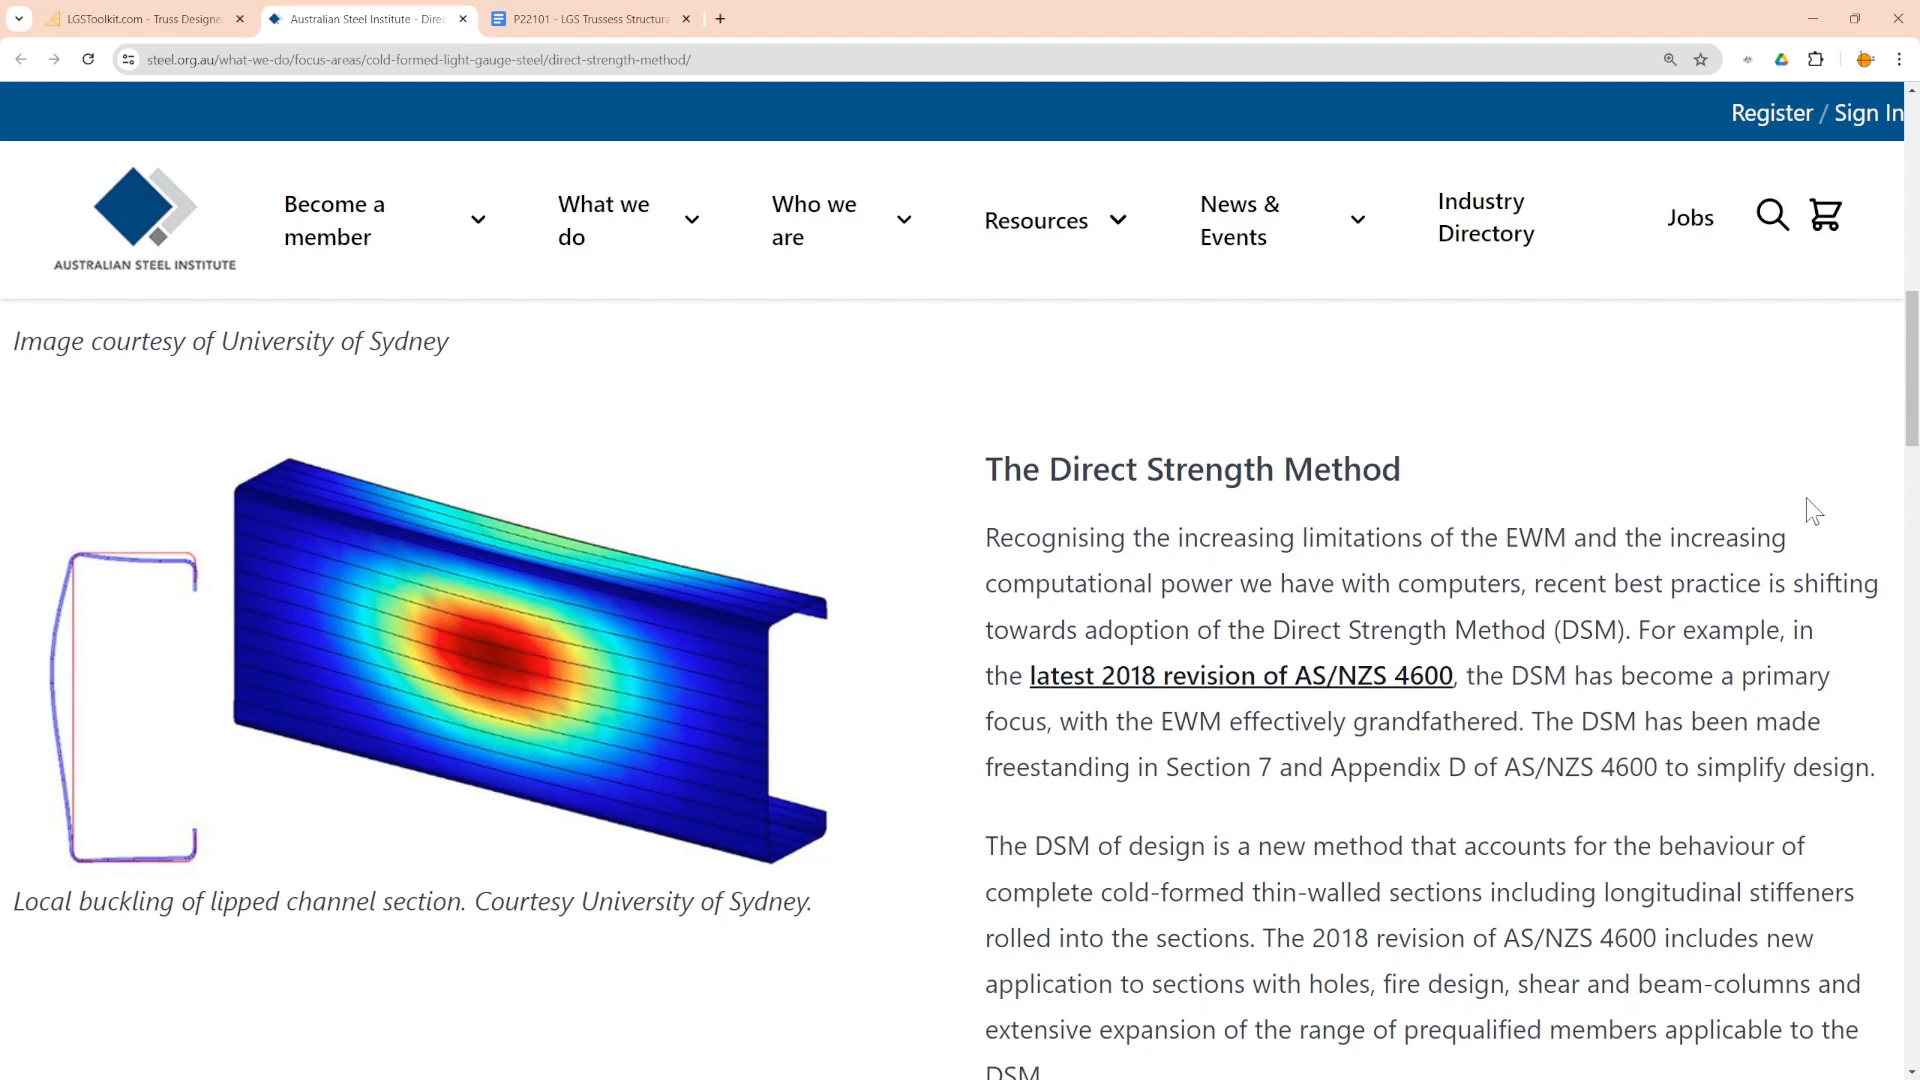 LGSToolkit.com - Truss Designe
Australian Steel Institute - Direc
P22101 - LGS Trussess Structura
steel.org.au/what-we-do/focus-areas/cold-formed-light-gauge-steel/direct-strength-method/
Register / Sign In
AUSTRALIAN STEEL INSTITUTE
Become a
member
What we
do
Who we
are
Resources
News &
Events
Industry
Directory
Jobs
Image courtesy of University of Sydney
Local buckling of lipped channel section. Courtesy University of Sydney.
The Direct Strength Method
Recognising the increasing limitations of the EWM and the increasing
computational power we have with computers, recent best practice is shifting
towards adoption of the Direct Strength Method (DSM). For example, in
the latest 2018 revision of AS/NZS 4600, the DSM has become a primary
focus, with the EWM effectively grandfathered. The DSM has been made
freestanding in Section 7 and Appendix D of AS/NZS 4600 to simplify design.
The DSM of design is a new method that accounts for the behaviour of
complete cold-formed thin-walled sections including longitudinal stiffeners
rolled into the sections. The 2018 revision of AS/NZS 4600 includes new
application to sections with holes, fire design, shear and beam-columns and
extensive expansion of the range of prequalified members applicable to the
DSM